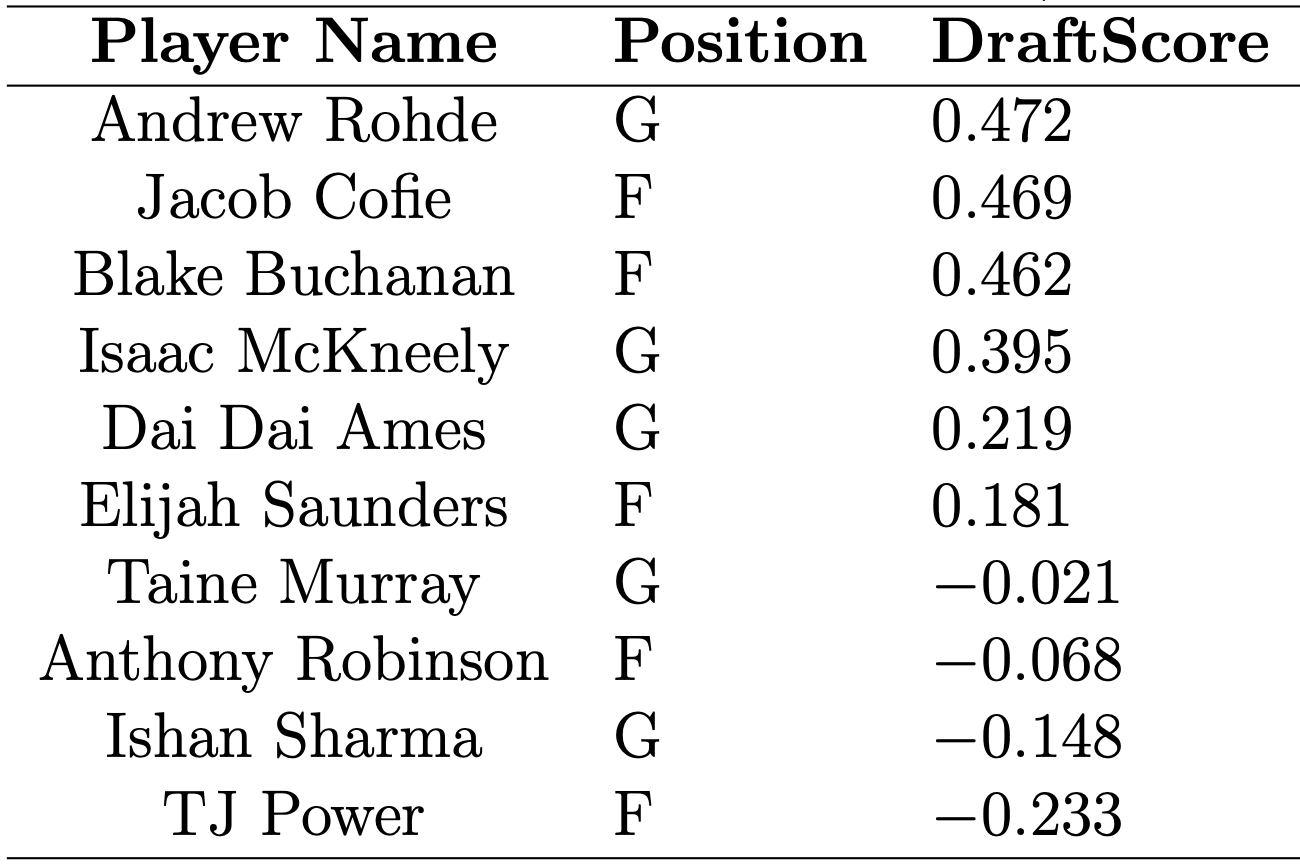 Player Name Position DraftScore
Andrew Rohde G 0.472
Jacob Cofie F 0.469
Blake Buchanan F 0.462
Isaac McKneely G 0.395
Dai Dai Ames G 0.219
Elijah Saunders F 0.181
Taine Murray G −0.021
Anthony Robinson F −0.068
Ishan Sharma G −0.148
TJ Power F −0.233